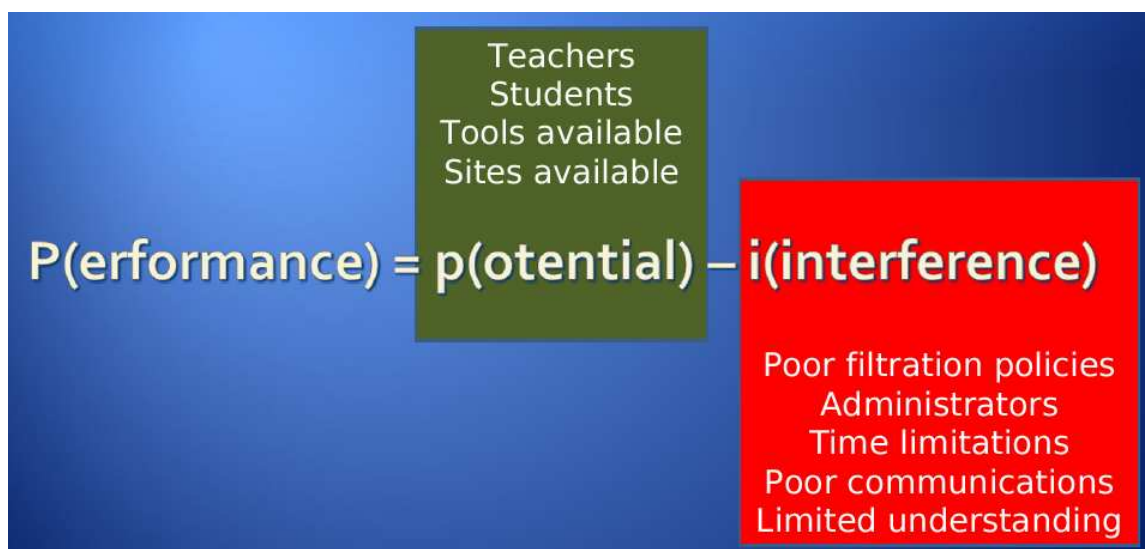 Teachers
Students
Tools available
Sites available
P(erformance) = p(otential) – i(interference)
Poor filtration policies
Administrators
Time limitations
Poor communications
Limited understanding